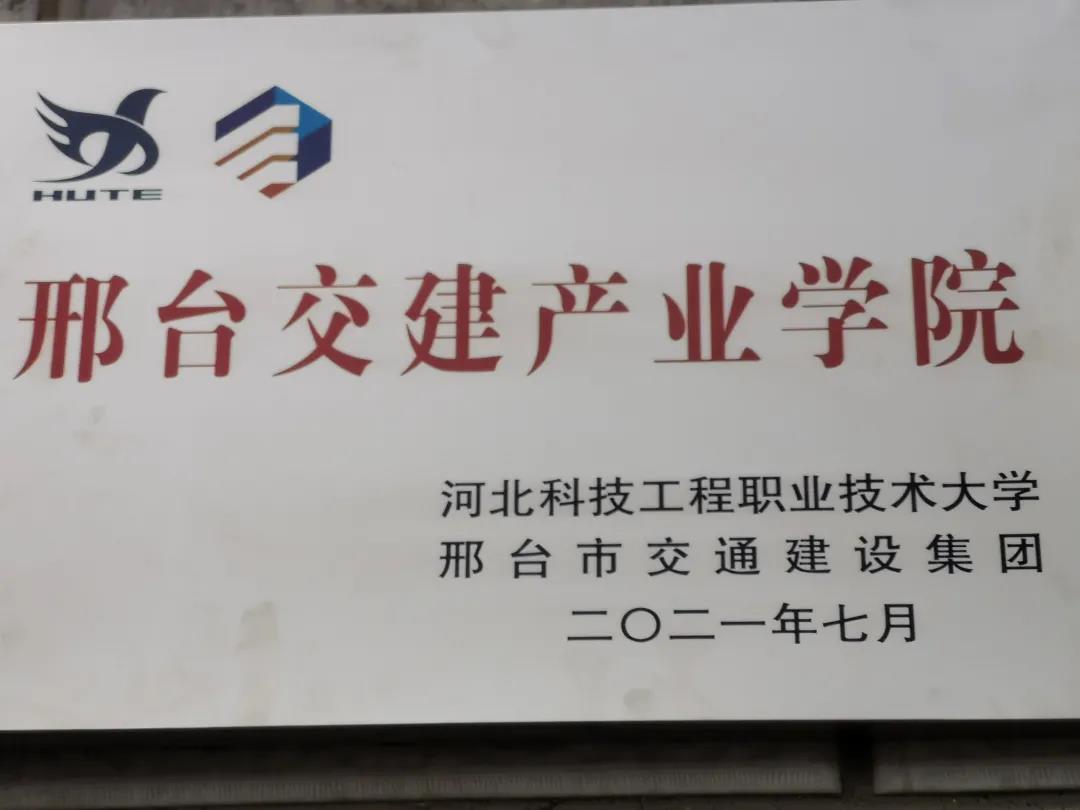 HUTE
邢台交建产业学院
河北科技工程职业技术大学
邢台市交通建设集团
二〇二一年七月